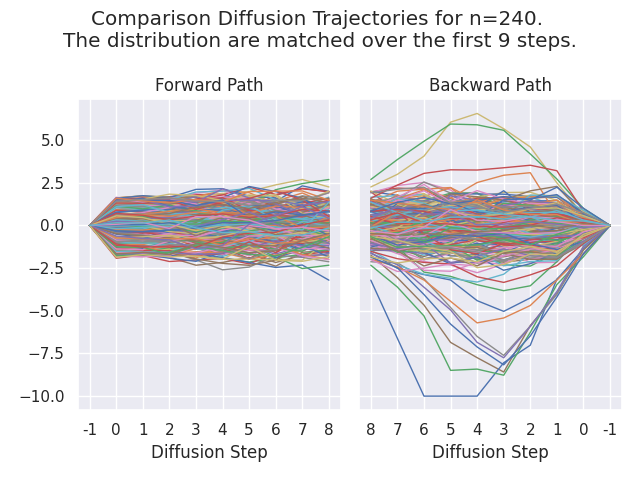 Comparison Diffusion Trajectories for n=240.
The distribution are matched over the first 9 steps.
Forward Path
Backward Path
5.0
2.5
0.0
−2.5
−5.0
−7.5
−10.0
-1 0 1 2 3 4 5 6 7 8
8 7 6 5 4 3 2 1 0 -1
Diffusion Step
Diffusion Step